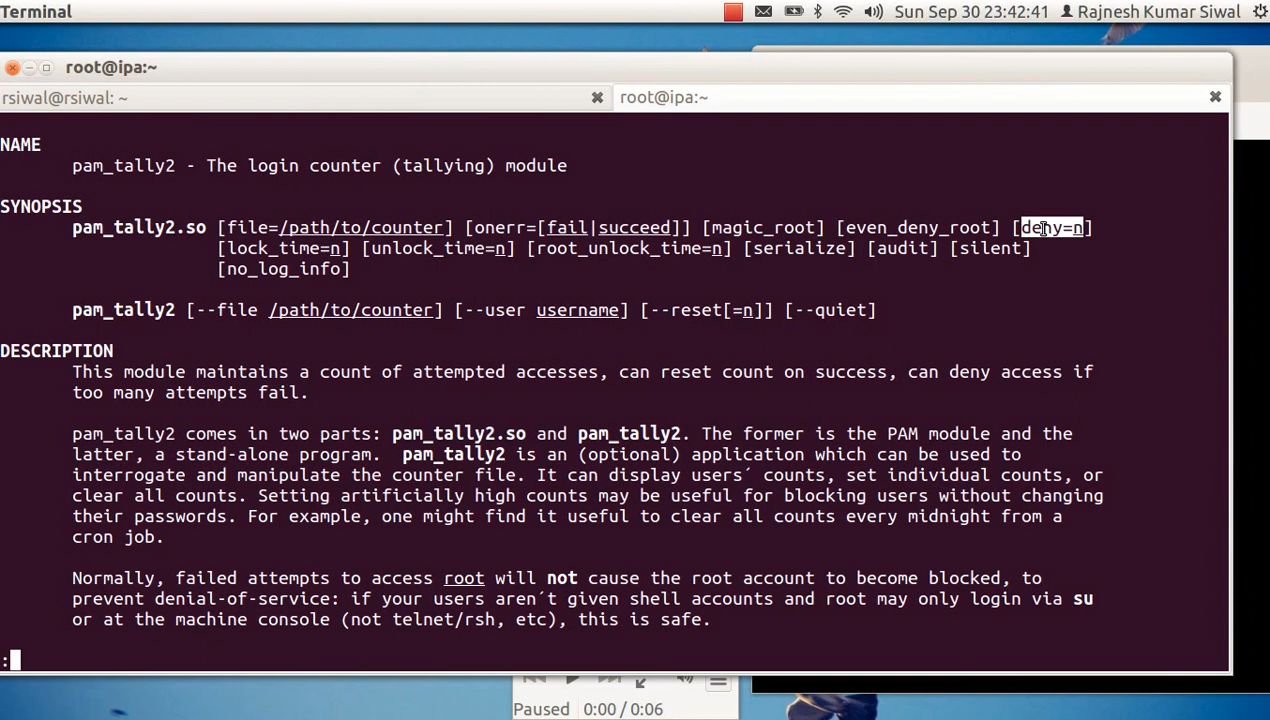 Terminal
Sun Sep 30 23:42:41 Rajnesh Kumar Siwal
root@ipa:~
rsiwal@rsiwal: ~
root@ipa:~
NAME
pam_tally2 - The login counter (tallying) module
SYNOPSIS
pam_tally2.so [file=/path/to/counter] [onerr=[fail|succeed]] [magic_root] [even_deny_root] [deny=n]
[lock_time=n] [unlock_time=n] [root_unlock_time=n] [serialize] [audit] [silent]
[no_log_info]
pam_tally2 [--file /path/to/counter] [--user username] [--reset[=n]] [--quiet]
DESCRIPTION
This module maintains a count of attempted accesses, can reset count on success, can deny access if
too many attempts fail.
pam_tally2 comes in two parts: pam_tally2.so and pam_tally2. The former is the PAM module and the
latter, a stand-alone program. pam_tally2 is an (optional) application which can be used to
interrogate and manipulate the counter file. It can display users´ counts, set individual counts, or
clear all counts. Setting artificially high counts may be useful for blocking users without changing
their passwords. For example, one might find it useful to clear all counts every midnight from a
cron job.
Normally, failed attempts to access root will not cause the root account to become blocked, to
prevent denial-of-service: if your users aren´t given shell accounts and root may only login via su
or at the machine console (not telnet/rsh, etc), this is safe.
:
Paused 0:00 / 0:06